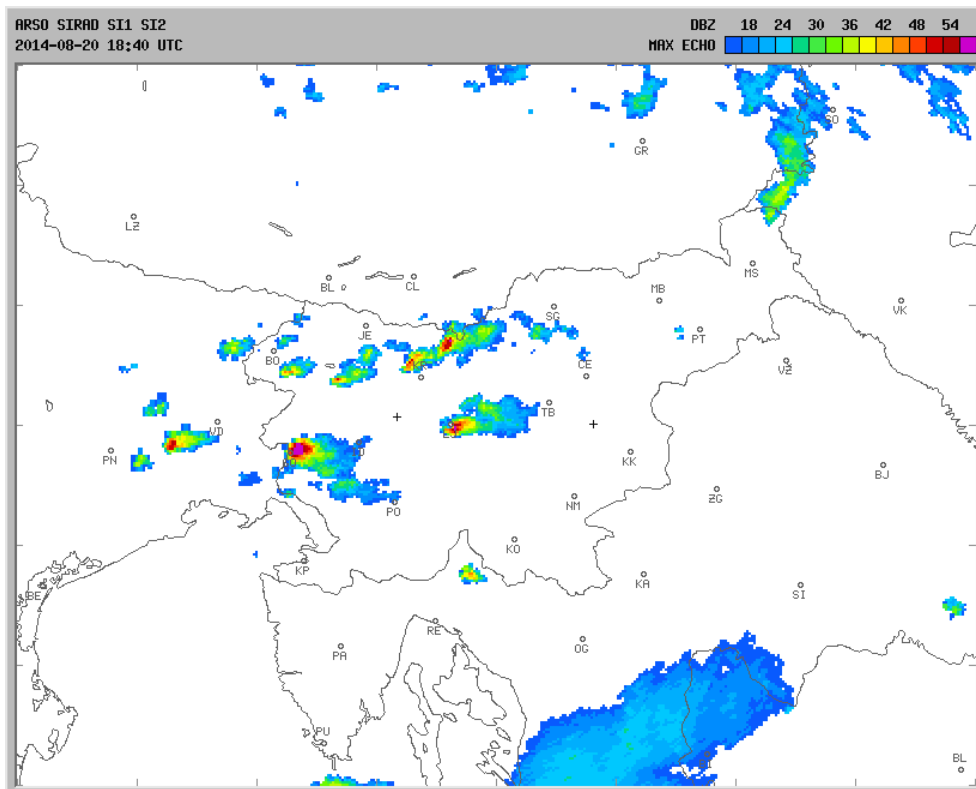 ARSO SIRAD SI1 SI2
DBZ 18 24 30 36 42 48 54
2014-08-20 18:40 UTC
MAX ECHO
SO
GR
LZ
MS
BL
CL
MB
VK
SG
JE
PT
BO
CE
VŽ
TB
VD
PN
KK
BJ
ZG
NM
PO
KO
KP
KA
SI
BE
RE
OG
PA
PU
BL